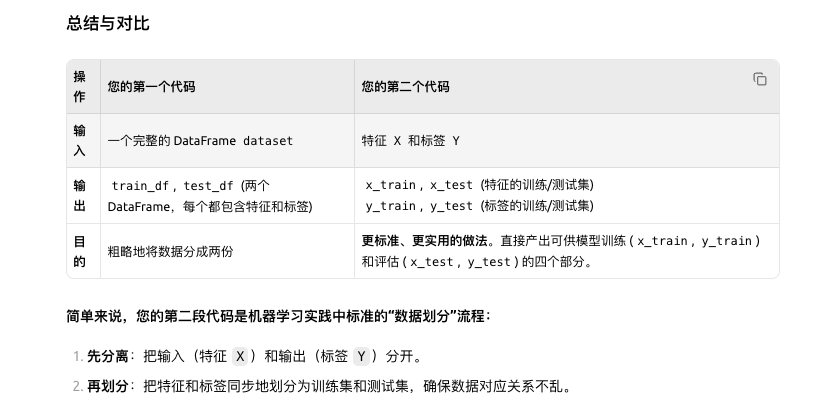 总结与对比
操作 您的第一个代码 您的第二个代码
输入 一个完整的 DataFrame dataset 特征 X 和标签 Y
输出 train_df, test_df (两个 DataFrame，每个都包含特征和标签) x_train, x_test (特征的训练/测试集)
y_train, y_test (标签的训练/测试集)
目的 粗略地将数据分成两份 更标准、更实用的做法。直接产出可供模型训练 (x_train, y_train)
和评估 (x_test, y_test) 的四个部分。
简单来说，您的第二段代码是机器学习实践中标准的“数据划分”流程：
1. 先分离：把输入（特征 X ）和输出（标签 Y ）分开。
2. 再划分：把特征和标签同步地划分为训练集和测试集，确保数据对应关系不乱。